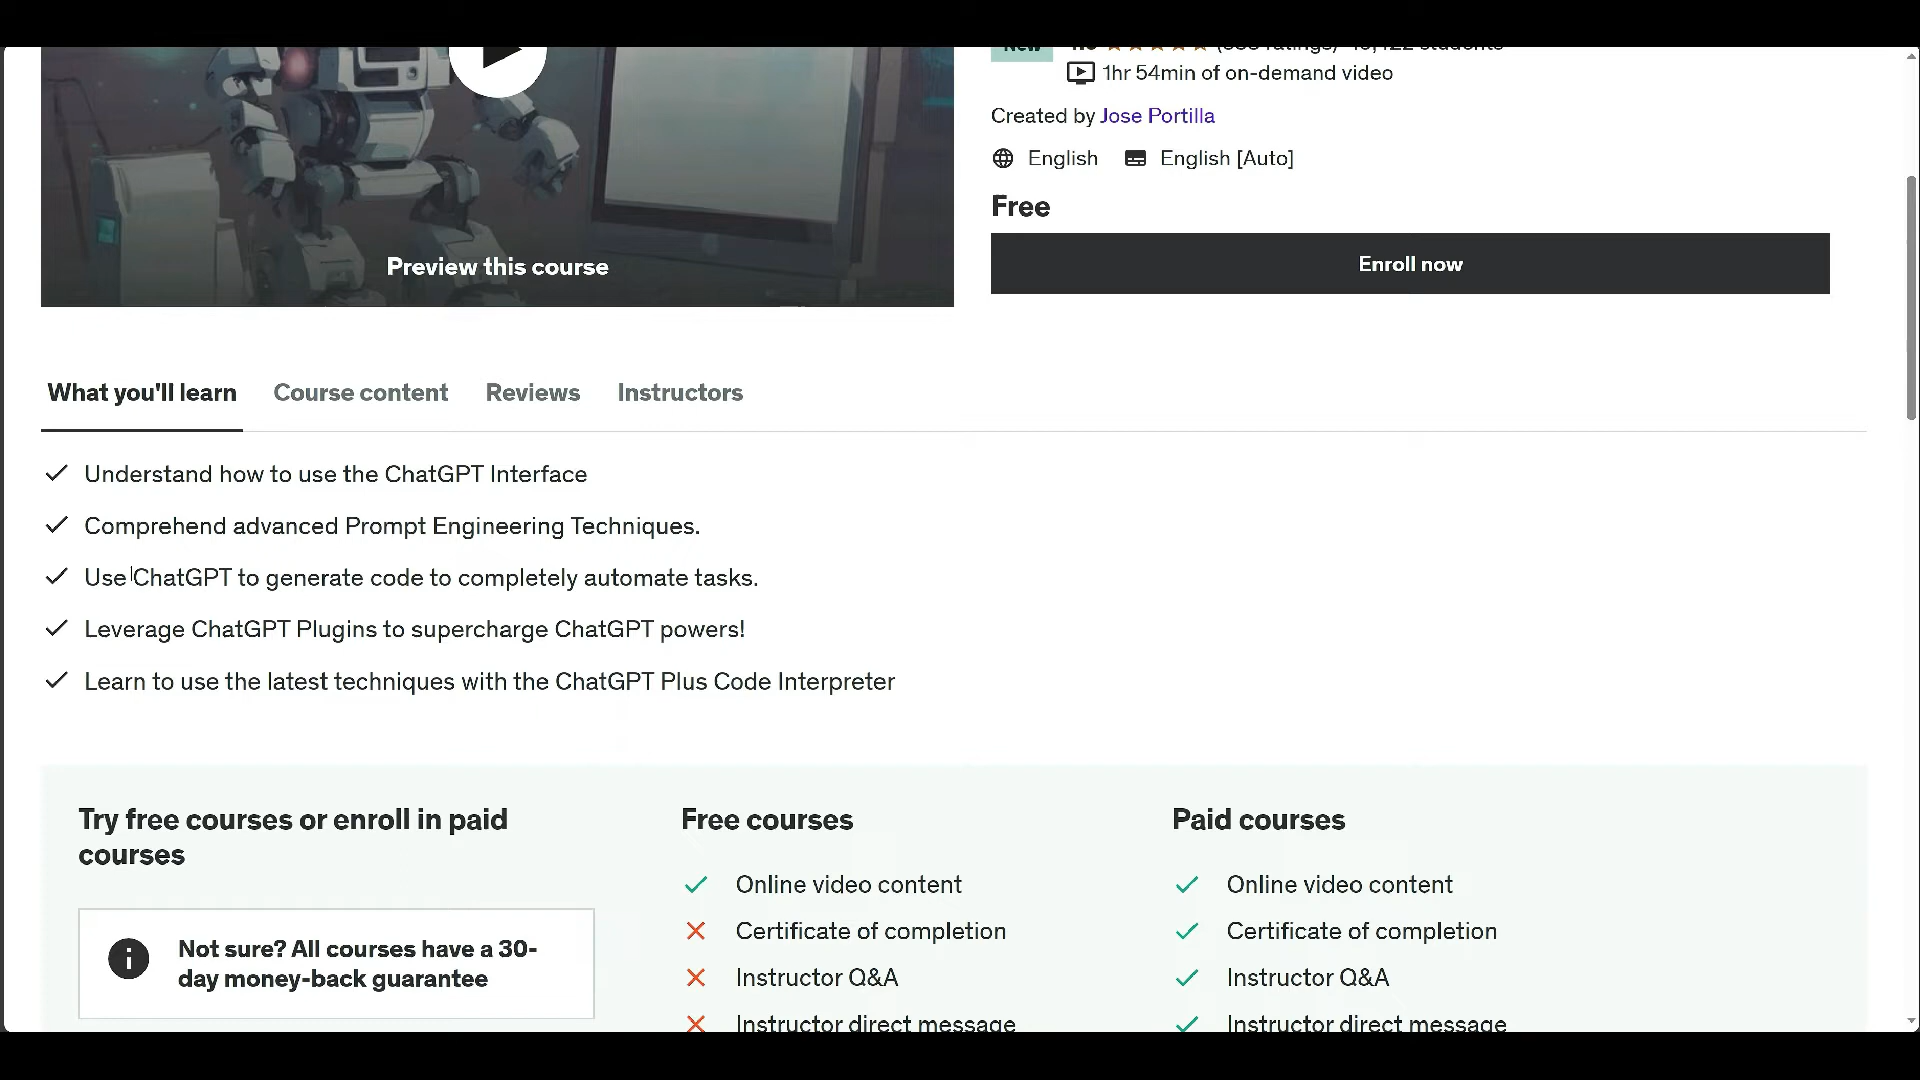 New
students
1hr 54min of on-demand video
Created by Jose Portilla
English English [Auto]
Free
Enroll now
Preview this course
What you'll learn Course content Reviews Instructors
Understand how to use the ChatGPT Interface
Comprehend advanced Prompt Engineering Techniques.
Use ChatGPT to generate code to completely automate tasks.
Leverage ChatGPT Plugins to supercharge ChatGPT powers!
Learn to use the latest techniques with the ChatGPT Plus Code Interpreter
Try free courses or enroll in paid
courses
Not sure? All courses have a 30-
day money-back guarantee
Free courses
Online video content
Certificate of completion
Instructor Q&A
Instructor direct message
Paid courses
Online video content
Certificate of completion
Instructor Q&A
Instructor direct message